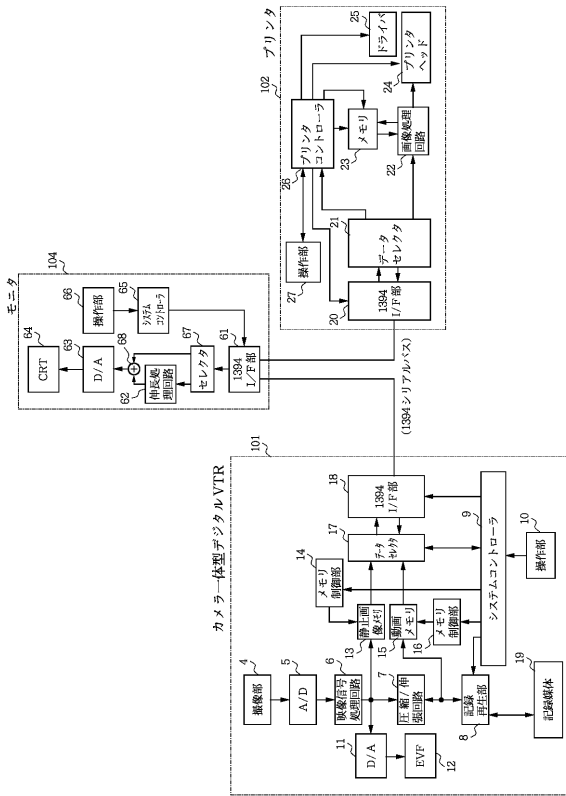 カメラ一体型デジタルVTR
101
撮像部
4
A/D
5
映像信号
処理回路
6
圧縮/伸
張回路
7
記録
再生部
8
記録媒体
19
D/A
11
EVF
12
静止画
像メモリ
13
メモリ
制御部
14
動画
メモリ
15
メモリ
制御部
16
データ
セレクタ
17
1394
I/F部
18
システムコントローラ
9
操作部
10
(1394シリアルバス)
モニタ
104
CRT
64
D/A
63
68
伸長処
理回路
62
セレクタ
67
1394
I/F部
61
操作部
66
システム
コントローラ
65
プリンタ
102
1394
I/F部
20
データ
セレクタ
21
操作部
27
プリンタ
コントローラ
26
メモリ
23
画像処理
回路
22
ドライバ
25
プリンタ
ヘッド
24